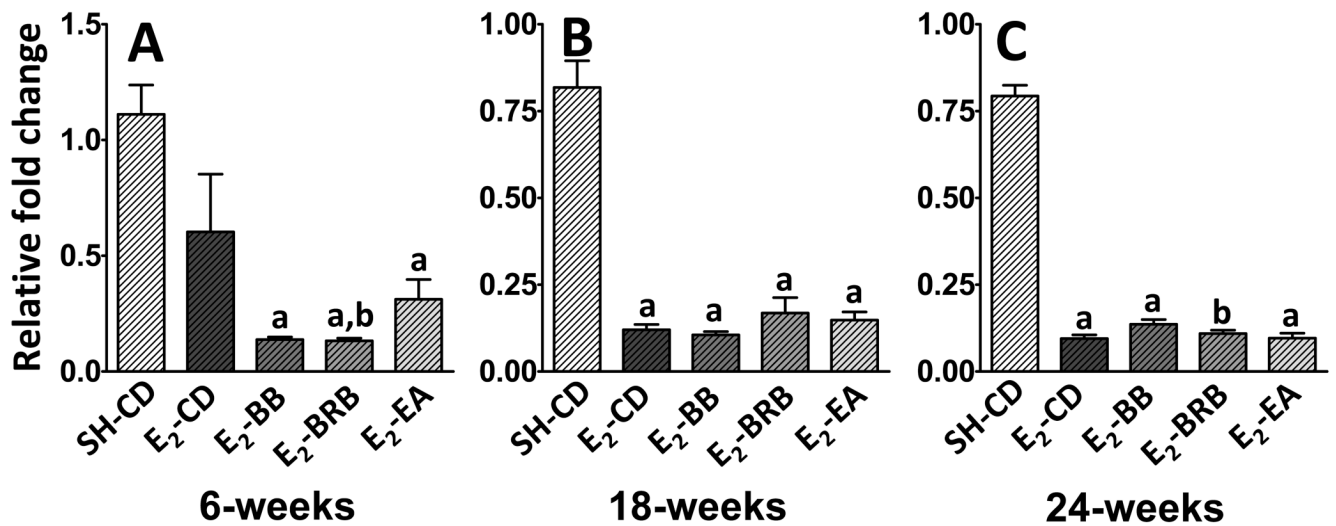 Relative fold change
A
1.5
1.0
0.5
0.0
a
a,b
a
SH-CD
E₂-CD
E₂-BB
E₂-BRB
E₂-EA
6-weeks
B
1.00
0.75
0.50
0.25
0.00
a
a
a
a
SH-CD
E₂-CD
E₂-BB
E₂-BRB
E₂-EA
18-weeks
C
1.00
0.75
0.50
0.25
0.00
a
a
b
a
SH-CD
E₂-CD
E₂-BB
E₂-BRB
E₂-EA
24-weeks